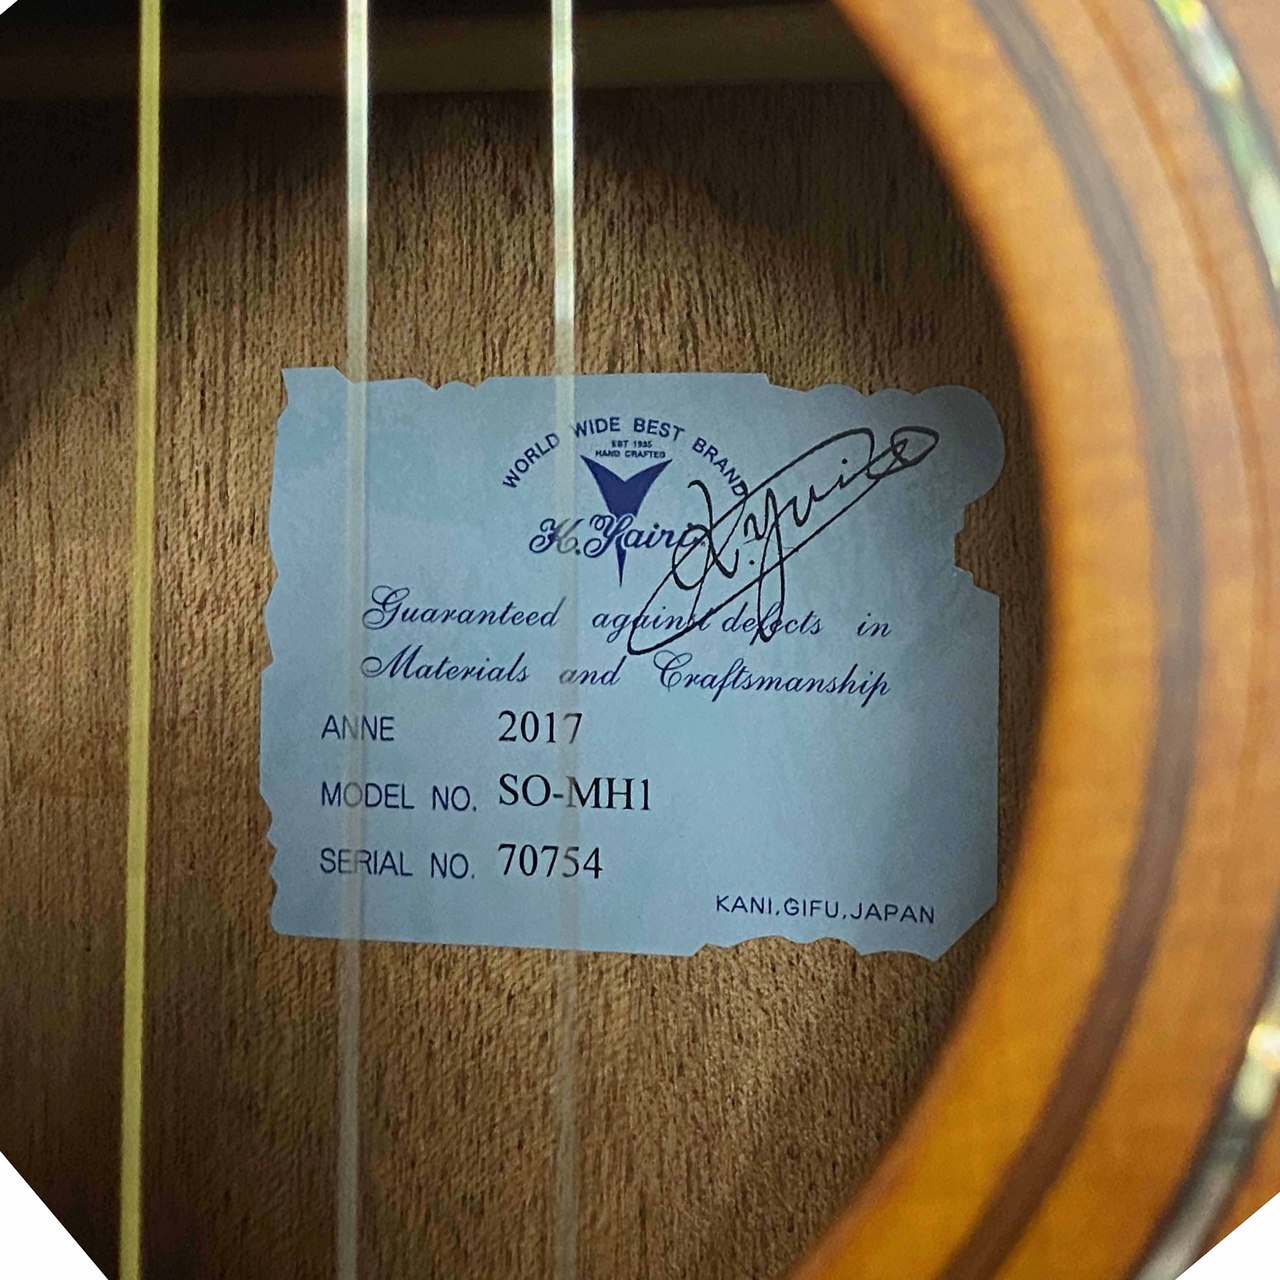 WORLD WIDE BEST BRAND
EST 1935
HAND CRAFTED
K.Yairi
K.Yairi
Guaranteed against defects in
Materials and Craftsmanship
ANNE 2017
MODEL NO. SO-MH1
SERIAL NO. 70754
KANI,GIFU,JAPAN